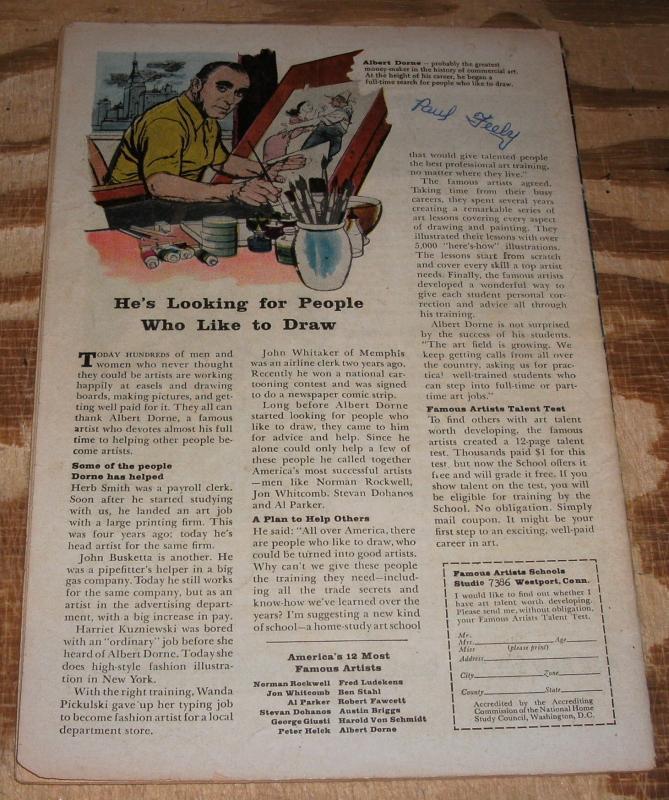 Albert Dorne — probably the greatest
money-maker in the history of commercial art.
At the height of his career, he began a
full-time search for people who like to draw.
Paul Feely
He's Looking for People
Who Like to Draw
TODAY HUNDREDS of men and
women who never thought
they could be artists are working
happily at easels and drawing
boards, making pictures, and get-
ting well paid for it. They all can
thank Albert Dorne, a famous
artist who devotes almost his full
time to helping other people be-
come artists.
Some of the people
Dorne has helped
Herb Smith was a payroll clerk.
Soon after he started studying
with us, he landed an art job
with a large printing firm. This
was four years ago; today he's
head artist for the same firm.
John Busketta is another. He
was a pipefitter's helper in a big
gas company. Today he still works
for the same company, but as an
artist in the advertising depart-
ment, with a big increase in pay.
Harriet Kuzniewski was bored
with an "ordinary" job before she
heard of Albert Dorne. Today she
does high-style fashion illustra-
tion in New York.
With the right training, Wanda
Pickulski gave up her typing job
to become fashion artist for a local
department store.
John Whitaker of Memphis
was an airline clerk two years ago.
Recently he won a national car-
tooning contest and was signed
to do a newspaper comic strip.
Long before Albert Dorne
started looking for people who
like to draw, they came to him
for advice and help. Since he
alone could only help a few of
these people he called together
America's most successful artists
—men like Norman Rockwell,
Jon Whitcomb, Stevan Dohanos
and Al Parker.
A Plan to Help Others
He said: "All over America, there
are people who like to draw, who
could be turned into good artists.
Why can't we give these people
the training they need—includ-
ing all the trade secrets and
know-how we've learned over the
years? I'm suggesting a new kind
of school—a home-study art school
America's 12 Most
Famous Artists
Norman Rockwell Fred Ludekens
Jon Whitcomb Ben Stahl
Al Parker Robert Fawcett
Stevan Dohanos Austin Briggs
George Giusti Harold Von Schmidt
Peter Helck Albert Dorne
that would give talented people
the best professional art training,
no matter where they live."
The famous artists agreed.
Taking time from their busy
careers, they spent several years
creating a remarkable series of
art lessons covering every aspect
of drawing and painting. They
illustrated their lessons with over
5,000 "here's-how" illustrations.
The lessons start from scratch
and cover every skill a top artist
needs. Finally, the famous artists
developed a wonderful way to
give each student personal cor-
rection and advice all through
his training.
Albert Dorne is not surprised
by the success of his students.
"The art field is growing. We
keep getting calls from all over
the country, asking us for prac-
tical well-trained students who
can step into full-time or part-
time art jobs."
Famous Artists Talent Test
To find others with art talent
worth developing, the famous
artists created a 12-page talent
test. Thousands paid $1 for this
test, but now the School offers it
free and will grade it free. If you
show talent on the test, you will
be eligible for training by the
School. No obligation. Simply
mail coupon. It might be your
first step to an exciting, well-paid
career in art.
Famous Artists Schools
Studio 7386 Westport, Conn.
I would like to find out whether I
have art talent worth developing.
Please send me, without obligation,
your Famous Artists Talent Test.
Mr.
Mrs. Age
Miss (please print)
Address
City Zone
County State
Accredited by the Accrediting
Commission of the National Home
Study Council, Washington, D.C.